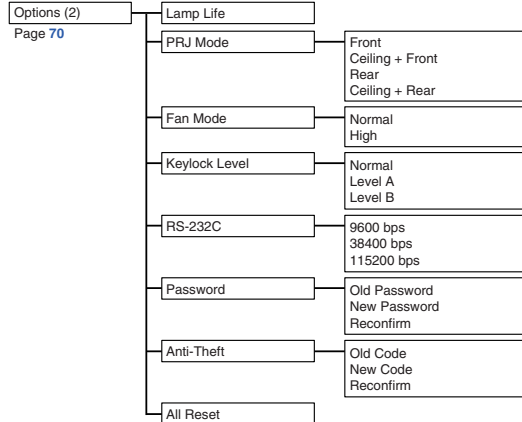 Options (2)
Page 70
Lamp Life
PRJ Mode
Front
Ceiling + Front
Rear
Ceiling + Rear
Fan Mode
Normal
High
Keylock Level
Normal
Level A
Level B
RS-232C
9600 bps
38400 bps
115200 bps
Password
Old Password
New Password
Reconfirm
Anti-Theft
Old Code
New Code
Reconfirm
All Reset